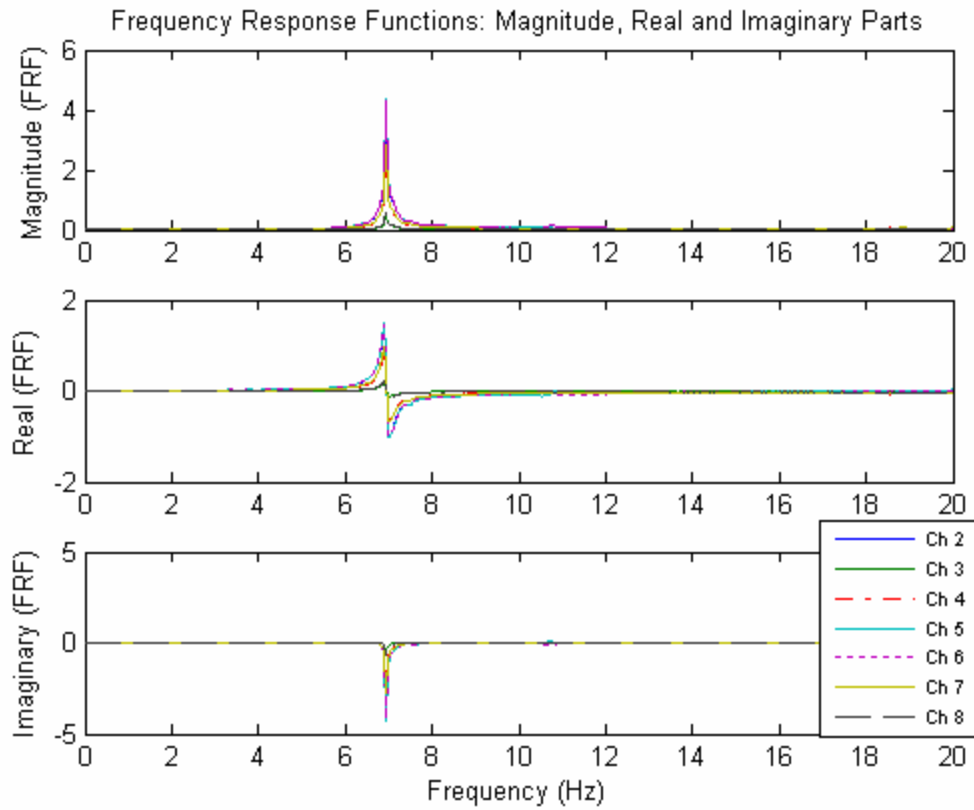 Frequency Response Functions: Magnitude, Real and Imaginary Parts
6
4
2
0
Magnitude (FRF)
0 2 4 6 8 10 12 14 16 18 20
2
0
-2
Real (FRF)
0 2 4 6 8 10 12 14 16 18 20
5
0
-5
Imaginary (FRF)
Ch 2
Ch 3
Ch 4
Ch 5
Ch 6
Ch 7
Ch 8
0 2 4 6 8 10 12 14 16 18 20
Frequency (Hz)